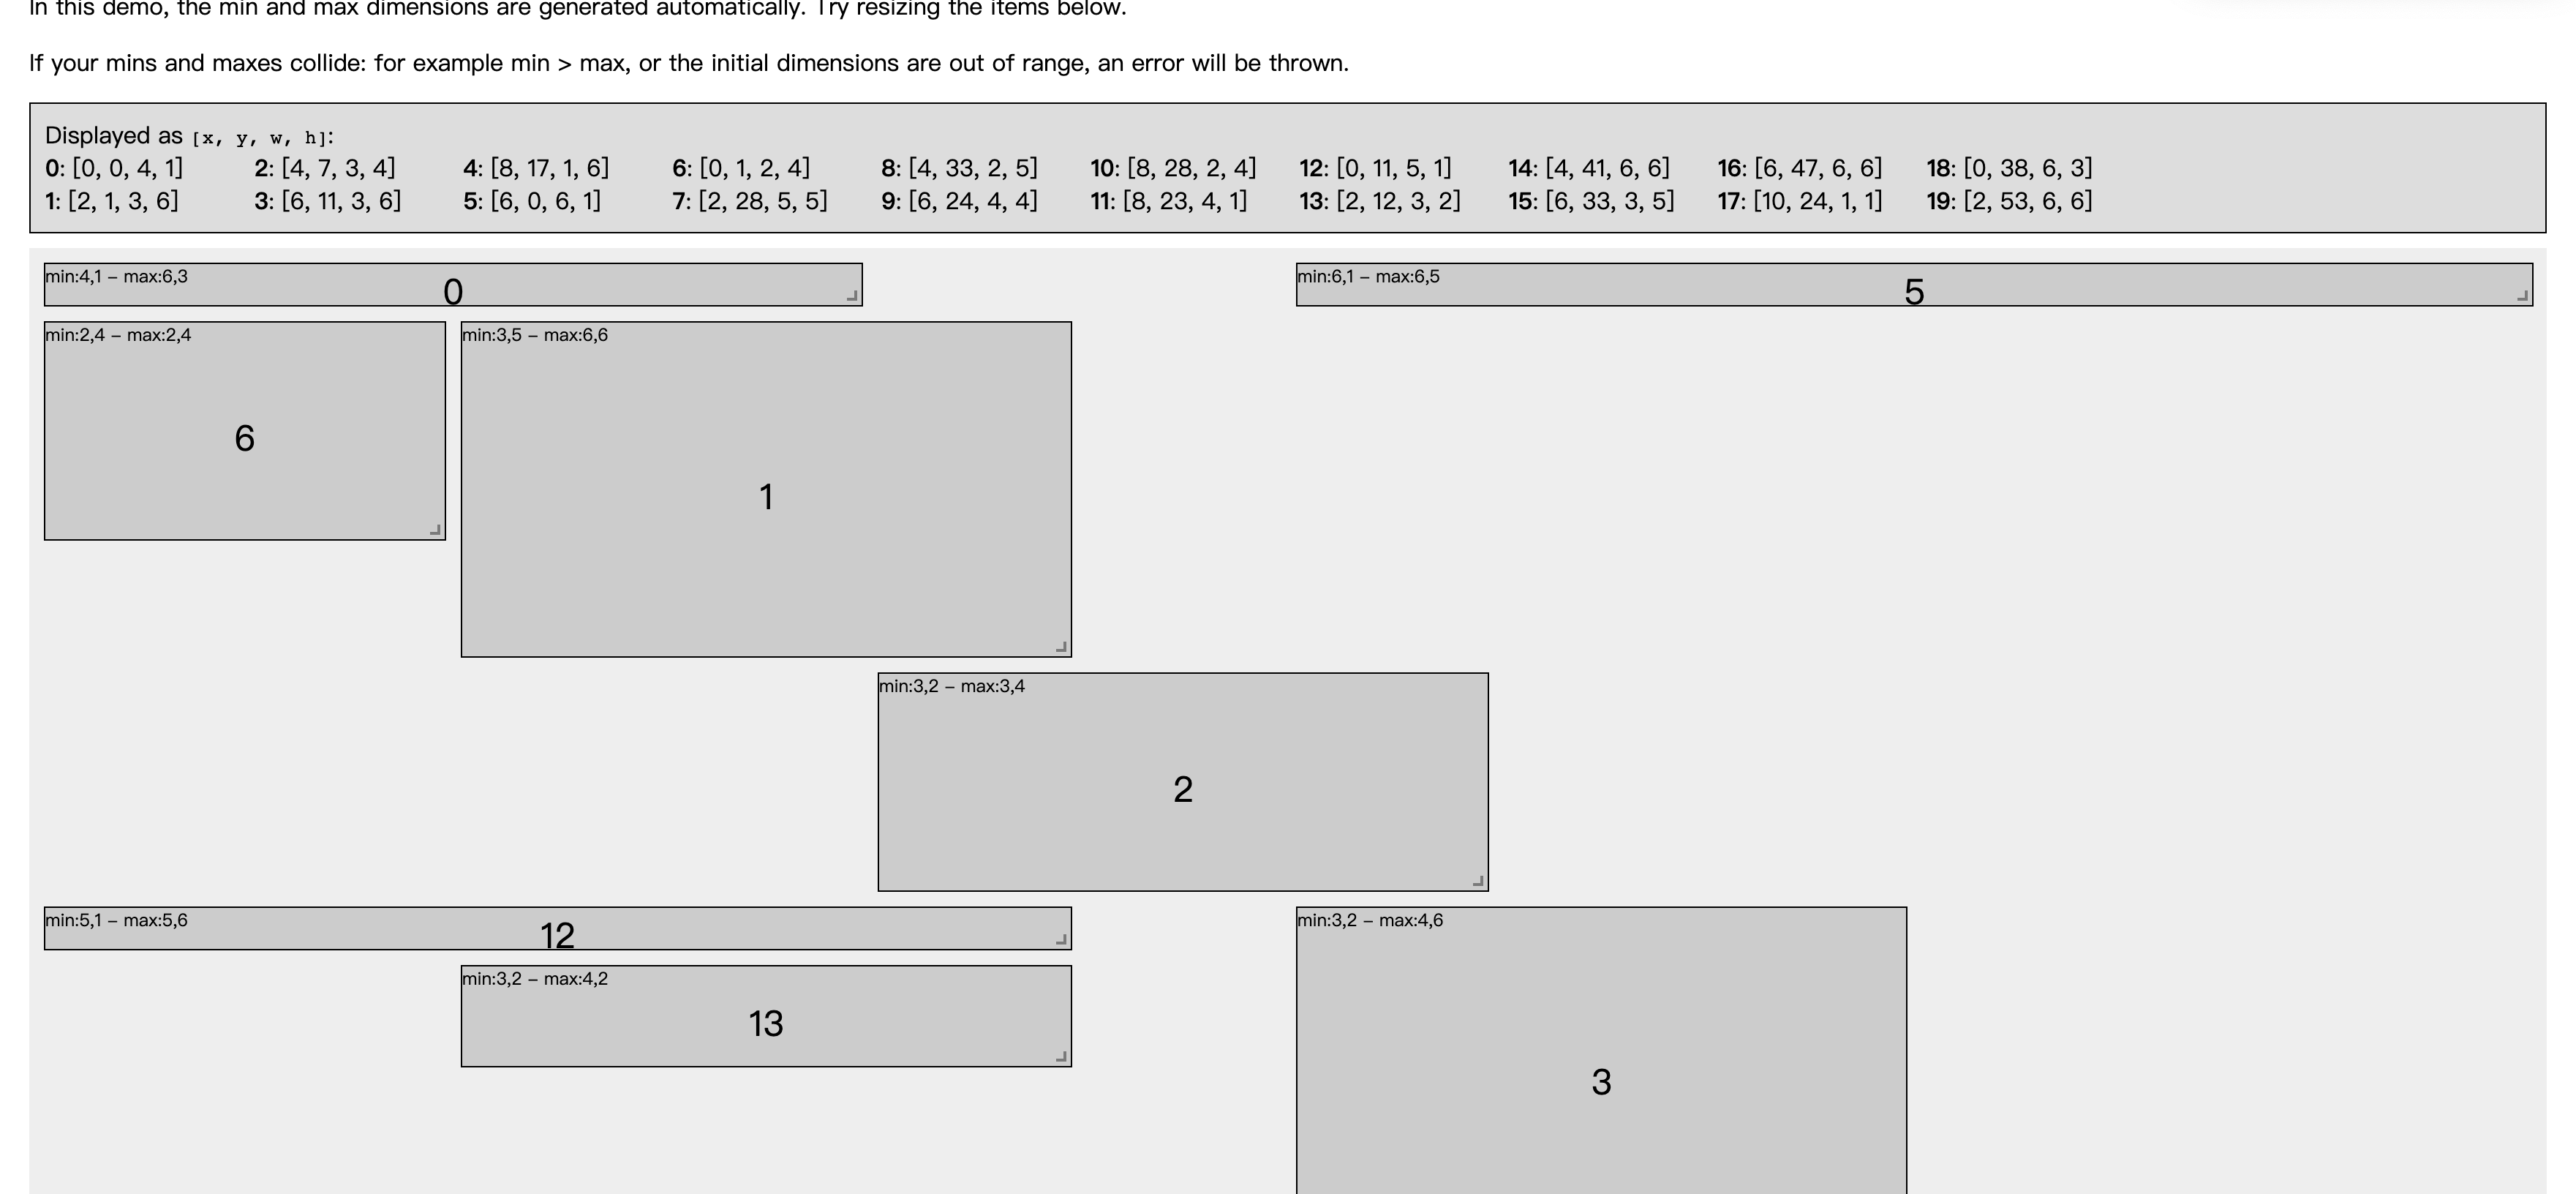 In this demo, the min and max dimensions are generated automatically. Try resizing the items below.
If your mins and maxes collide: for example min > max, or the initial dimensions are out of range, an error will be thrown.
Displayed as [x, y, w, h]:
0: [0, 0, 4, 1] 2: [4, 7, 3, 4] 4: [8, 17, 1, 6] 6: [0, 1, 2, 4] 8: [4, 33, 2, 5] 10: [8, 28, 2, 4] 12: [0, 11, 5, 1] 14: [4, 41, 6, 6] 16: [6, 47, 6, 6] 18: [0, 38, 6, 3]
1: [2, 1, 3, 6] 3: [6, 11, 3, 6] 5: [6, 0, 6, 1] 7: [2, 28, 5, 5] 9: [6, 24, 4, 4] 11: [8, 23, 4, 1] 13: [2, 12, 3, 2] 15: [6, 33, 3, 5] 17: [10, 24, 1, 1] 19: [2, 53, 6, 6]
min:4,1 – max:6,3
0
min:6,1 – max:6,5
5
min:2,4 – max:2,4
6
min:3,5 – max:6,6
1
min:3,2 – max:3,4
2
min:5,1 – max:5,6
12
min:3,2 – max:4,6
3
min:3,2 – max:4,2
13